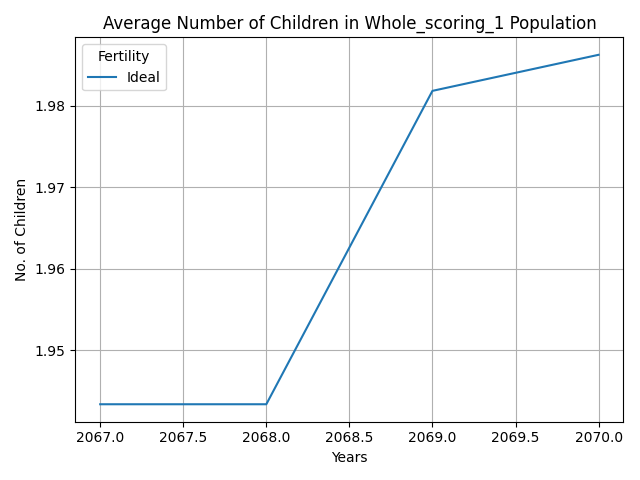 Average Number of Children in Whole_scoring_1 Population
Fertility
Ideal
No. of Children
1.98
1.97
1.96
1.95
2067.0 2067.5 2068.0 2068.5 2069.0 2069.5 2070.0
Years